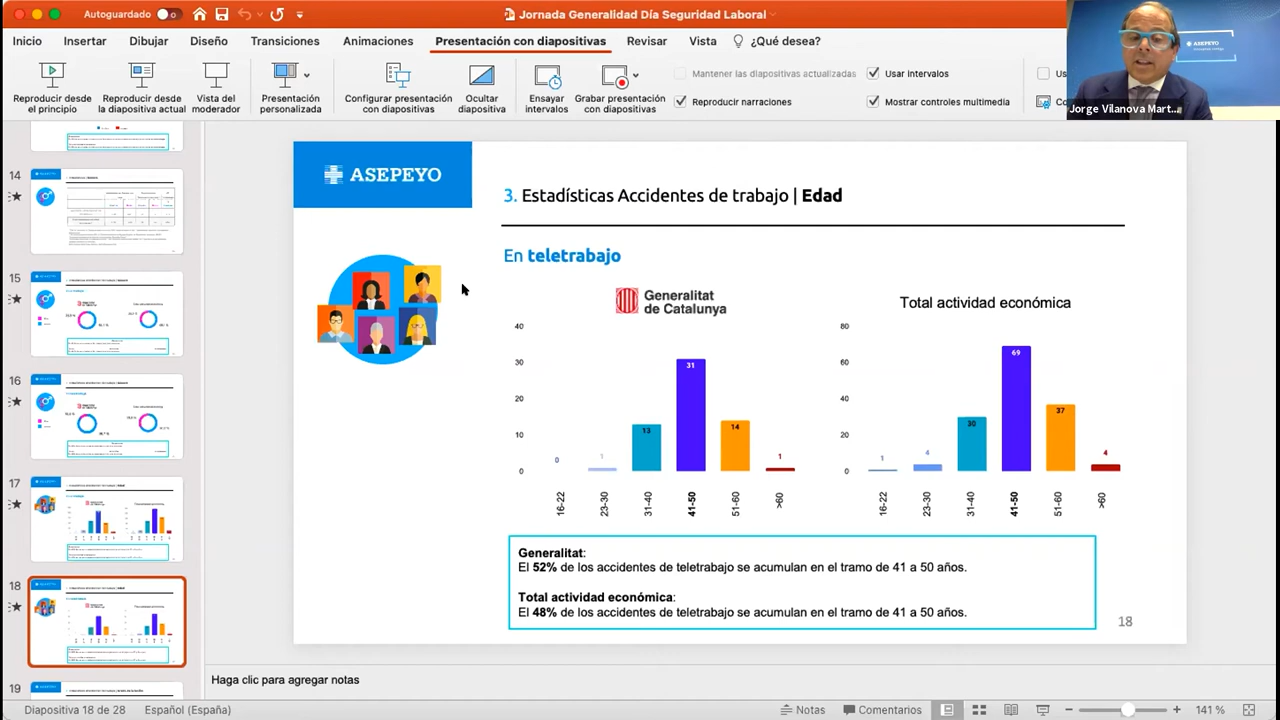 Autoguardado
Jornada Generalidad Día Seguridad Laboral
Inicio Insertar Dibujar Diseño Transiciones Animaciones Presentación con diapositivas Revisar Vista ¿Qué desea?
Reproducir desde el principio
Reproducir desde la diapositiva actual
Vista del moderador
Presentación personalizada
Configurar presentación con diapositivas
Ocultar diapositiva
Ensayar intervalos
Grabar presentación con diapositivas
Mantener las diapositivas actualizadas
Usar intervalos
Reproducir narraciones
Mostrar controles multimedia
ASEPEYO
Jorge Vilanova Mart...
14
15
16
17
18
19
ASEPEYO
3. Estadísticas Accidentes de trabajo | Edad
En teletrabajo
Generalitat
de Catalunya
40
30
20
10
0
0 1 13 31 14 1
16-22 23-30 31-40 41-50 51-60 >60
Total actividad económica
80
60
40
20
0
1 4 30 69 37 4
16-22 23-30 31-40 41-50 51-60 >60
Generalitat:
El 52% de los accidentes de teletrabajo se acumulan en el tramo de 41 a 50 años.
Total actividad económica:
El 48% de los accidentes de teletrabajo se acumulan en el tramo de 41 a 50 años.
18
Haga clic para agregar notas
Diapositiva 18 de 28 Español (España) Notas Comentarios 141 %